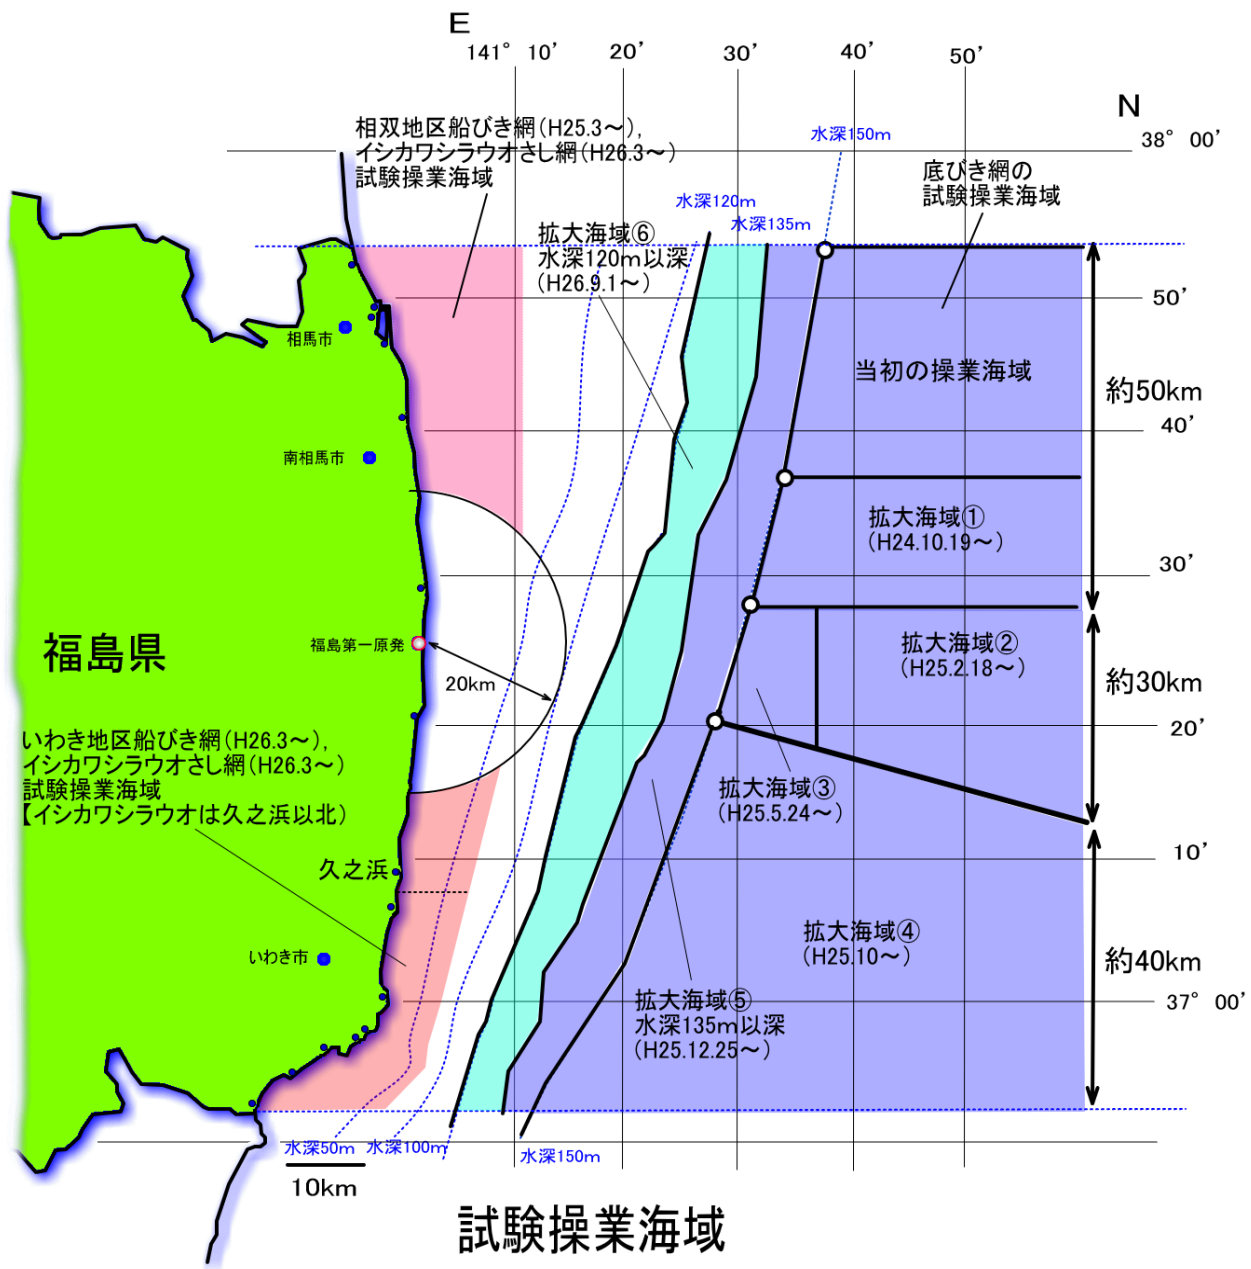 E
141° 10’
20’
30’
40’
50’
N
38° 00’
相双地区船びき網(H25.3～),
イシカワシラウオさし網(H26.3～)
試験操業海域
水深150m
底びき網の
試験操業海域
水深120m
水深135m
拡大海域⑥
水深120m以深
(H26.9.1～)
50’
相馬市
当初の操業海域
約50km
40’
南相馬市
拡大海域①
(H24.10.19～)
30’
福島県
福島第一原発
20km
拡大海域②
(H25.2.18～)
約30km
20’
いわき地区船びき網(H26.3～),
イシカワシラウオさし網(H26.3～)
試験操業海域
【イシカワシラウオは久之浜以北)
拡大海域③
(H25.5.24～)
10’
久之浜
拡大海域④
(H25.10～)
いわき市
約40km
拡大海域⑤
水深135m以深
(H25.12.25～)
37° 00’
水深50m
水深100m
水深150m
10km
試験操業海域